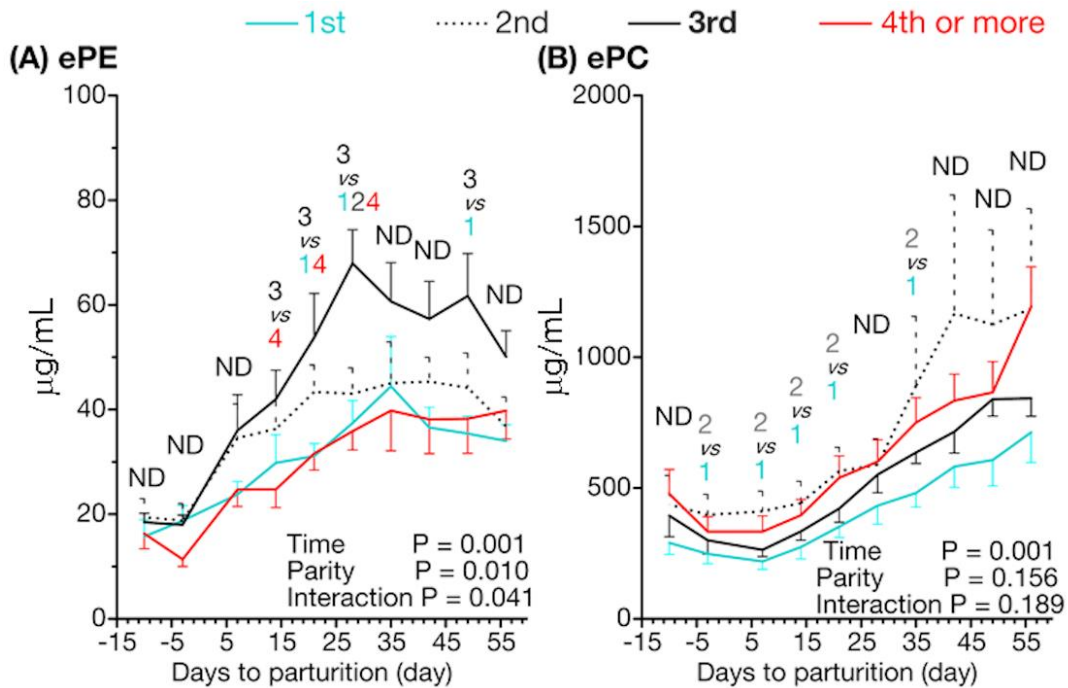 1st 2nd 3rd 4th or more
(A) ePE
100
80
60
40
20
0
µg/mL
-15 -5 5 15 25 35 45 55
Days to parturition (day)
ND
ND
ND
3
vs
4
3
vs
14
3
vs
124
ND
ND
3
vs
1
ND
Time P = 0.001
Parity P = 0.010
Interaction P = 0.041
(B) ePC
2000
1500
1000
500
0
µg/mL
-15 -5 5 15 25 35 45 55
Days to parturition (day)
ND
2
vs
1
2
vs
1
2
vs
1
2
vs
1
ND
2
vs
1
ND
ND
ND
Time P = 0.001
Parity P = 0.156
Interaction P = 0.189